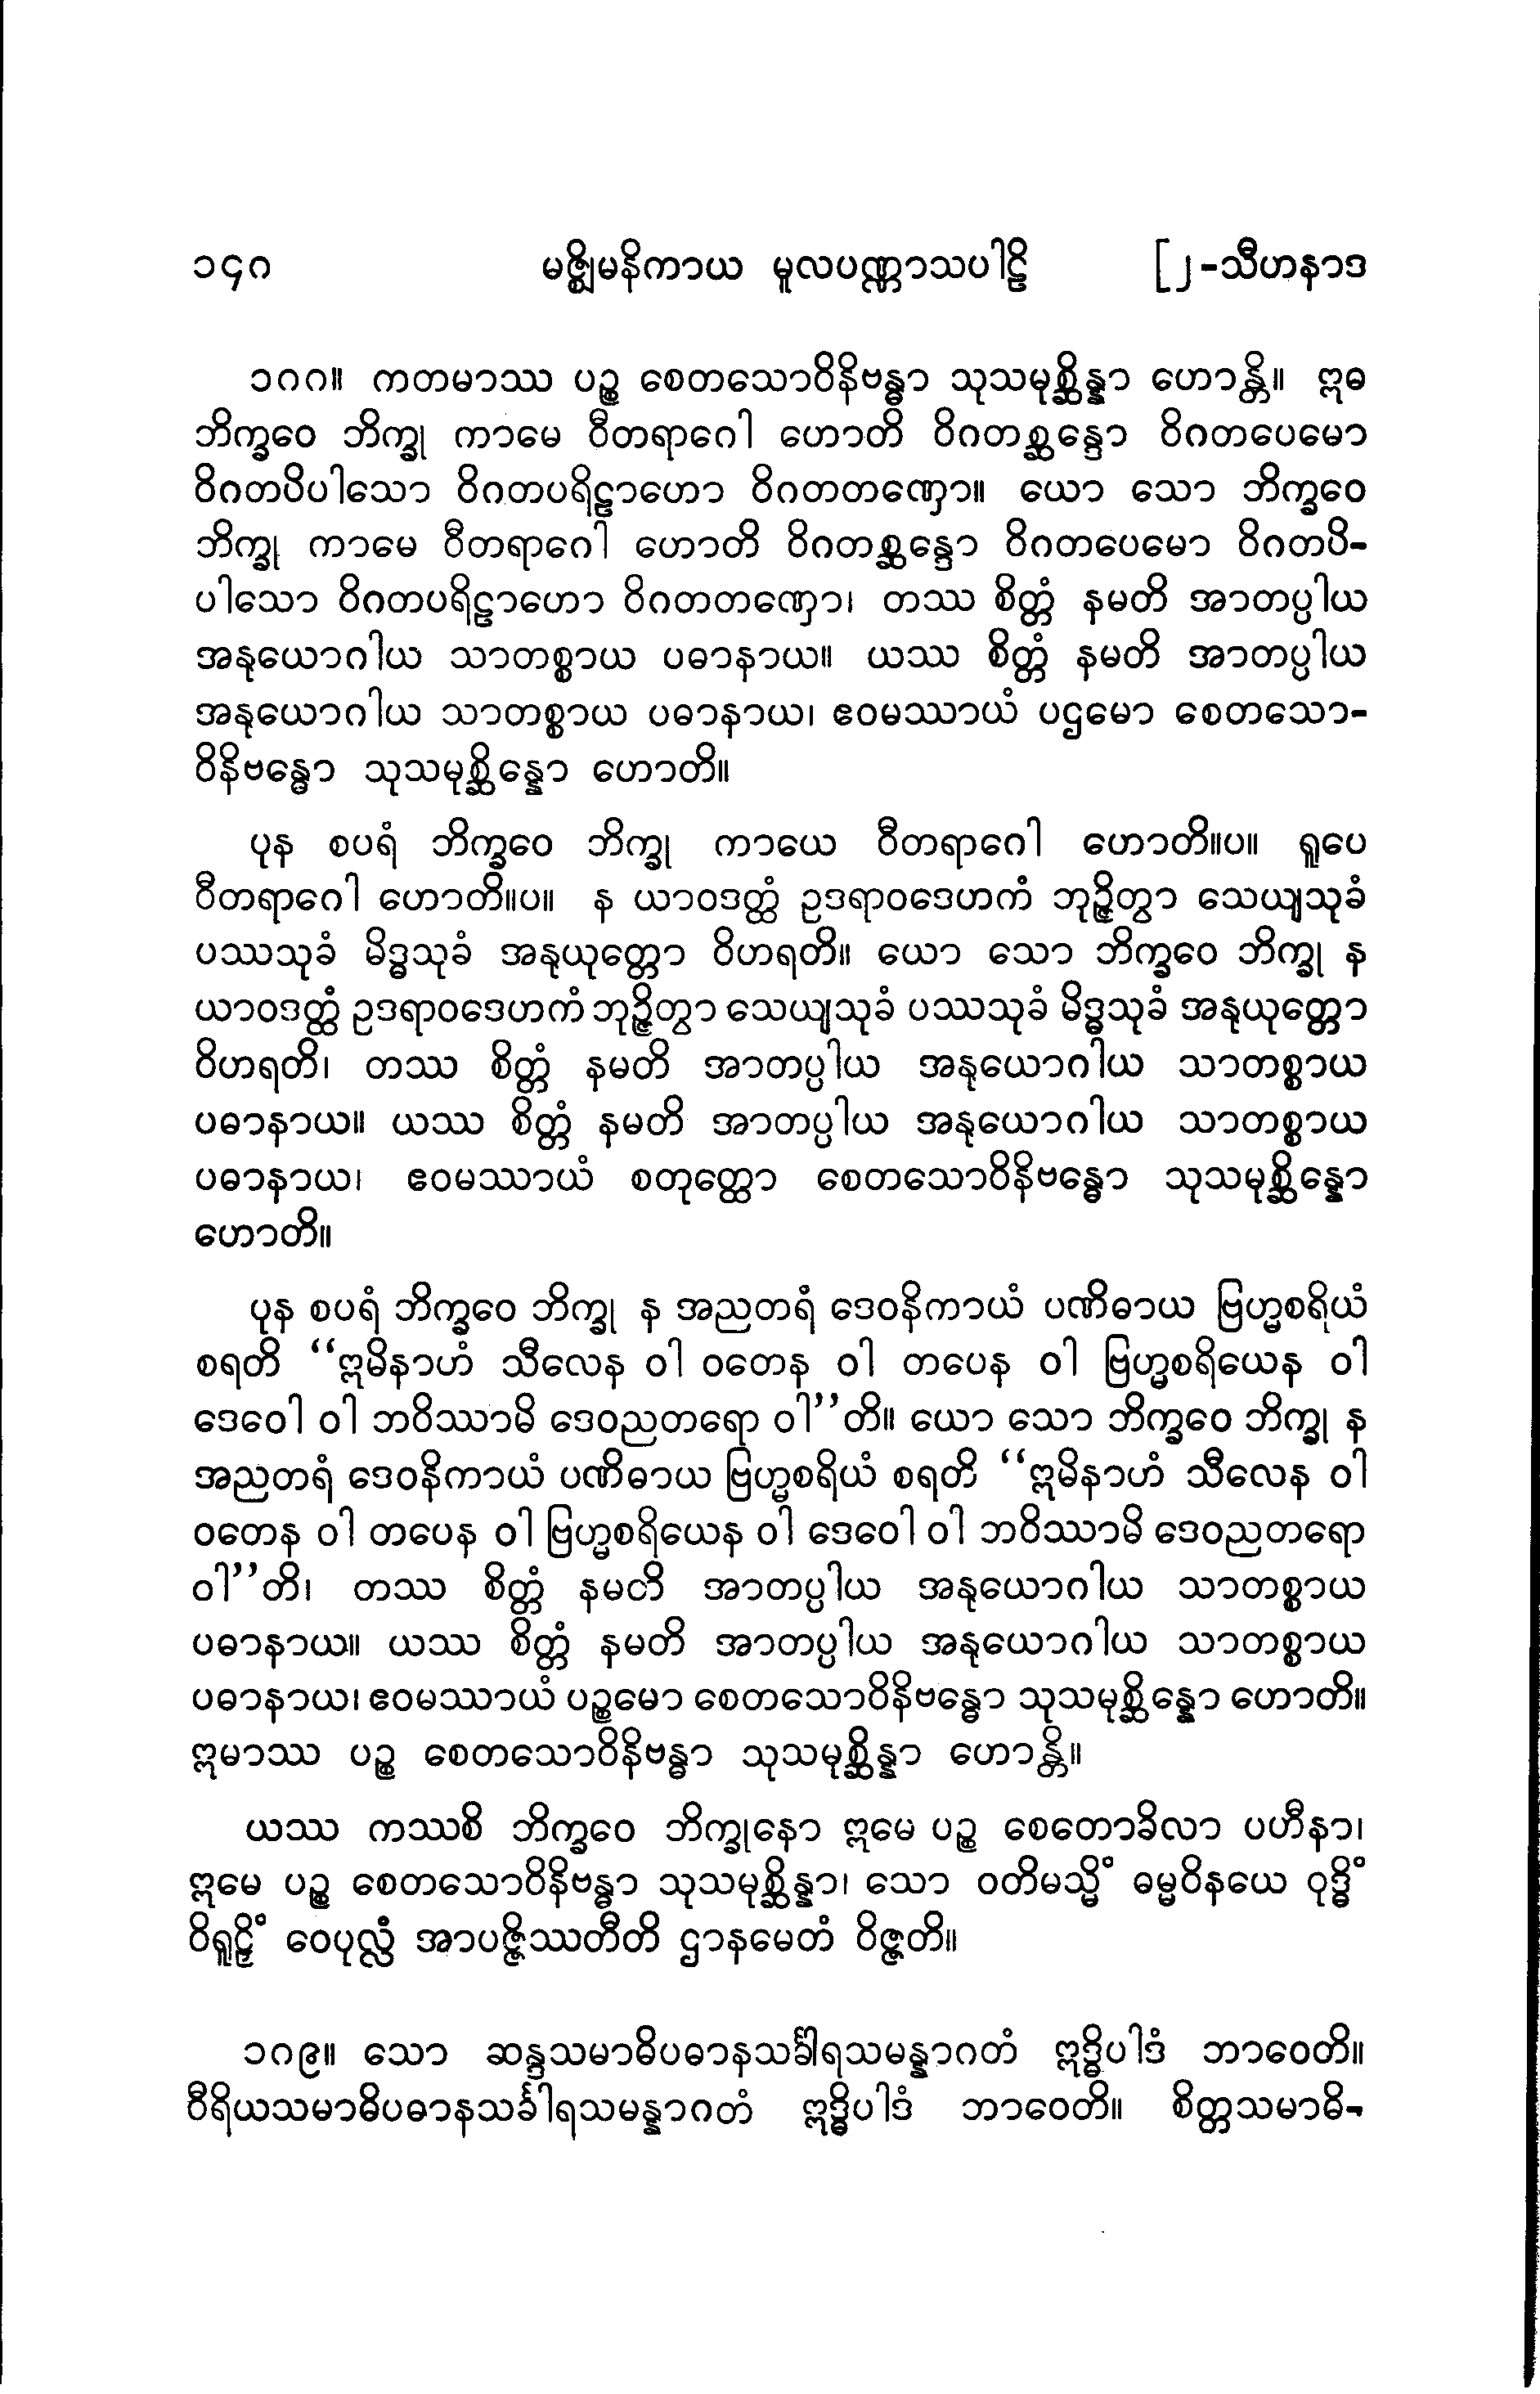 ၁၄ဂ မဇ္ဈိမနိကာယ မူလပဏ္ဏာသပါဠိ [၂-သီဟနာဒ
၁ဂဂ။ ကတမာဿ ပဉ္စ စေတသောဝိနိဗန္ဓာ သုသမုစ္ဆိန္နာ ဟောန္တိ။ ဣဓ
ဘိက္ခဝေ ဘိက္ခု ကာမေ ဝီတရာဂေါ ဟောတိ ဝိဂတစ္ဆန္ဒော ဝိဂတပေမော
ဝိဂတပိပါသော ဝိဂတပရိဠာဟော ဝိဂတတဏှော။ ယော သော ဘိက္ခဝေ
ဘိက္ခု ကာမေ ဝီတရာဂေါ ဟောတိ ဝိဂတစ္ဆန္ဒော ဝိဂတပေမော ဝိဂတပိ-
ပါသော ဝိဂတပရိဠာဟော ဝိဂတတဏှော၊ တဿ စိတ္တံ နမတိ အာတပ္ပါယ
အနုယောဂါယ သာတစ္စာယ ပဓာနာယ။ ယဿ စိတ္တံ နမတိ အာတပ္ပါယ
အနုယောဂါယ သာတစ္စာယ ပဓာနာယ၊ ဧဝမဿာယံ ပဌမော စေတသော-
ဝိနိဗန္ဓော သုသမုစ္ဆိန္နော ဟောတိ။
ပုန စပရံ ဘိက္ခဝေ ဘိက္ခု ကာယေ ဝီတရာဂေါ ဟောတိ။ပ။ ရူပေ
ဝီတရာဂေါ ဟောတိ။ပ။ န ယာဝဒတ္ထံ ဥဒရာဝဒေဟကံ ဘုဉ္ဇိတွာ သေယျသုခံ
ပဿသုခံ မိဒ္ဓသုခံ အနုယုတ္တော ဝိဟရတိ။ ယော သော ဘိက္ခဝေ ဘိက္ခု န
ယာဝဒတ္ထံ ဥဒရာဝဒေဟကံ ဘုဉ္ဇိတွာ သေယျသုခံ ပဿသုခံ မိဒ္ဓသုခံ အနုယုတ္တော
ဝိဟရတိ၊ တဿ စိတ္တံ နမတိ အာတပ္ပါယ အနုယောဂါယ သာတစ္စာယ
ပဓာနာယ။ ယဿ စိတ္တံ နမတိ အာတပ္ပါယ အနုယောဂါယ သာတစ္စာယ
ပဓာနာယ၊ ဧဝမဿာယံ စတုတ္ထော စေတသောဝိနိဗန္ဓော သုသမုစ္ဆိန္နော
ဟောတိ။
ပုန စပရံ ဘိက္ခဝေ ဘိက္ခု န အညတရံ ဒေဝနိကာယံ ပဏိဓာယ ဗြဟ္မစရိယံ
စရတိ “ဣမိနာဟံ သီလေန ဝါ ဝတေန ဝါ တပေန ဝါ ဗြဟ္မစရိယေန ဝါ
ဒေဝေါ ဝါ ဘဝိဿာမိ ဒေဝညတရော ဝါ”တိ။ ယော သော ဘိက္ခဝေ ဘိက္ခု န
အညတရံ ဒေဝနိကာယံ ပဏိဓာယ ဗြဟ္မစရိယံ စရတိ “ဣမိနာဟံ သီလေန ဝါ
ဝတေန ဝါ တပေန ဝါ ဗြဟ္မစရိယေန ဝါ ဒေဝေါ ဝါ ဘဝိဿာမိ ဒေဝညတရော
ဝါ”တိ၊ တဿ စိတ္တံ နမတိ အာတပ္ပါယ အနုယောဂါယ သာတစ္စာယ
ပဓာနာယ။ ယဿ စိတ္တံ နမတိ အာတပ္ပါယ အနုယောဂါယ သာတစ္စာယ
ပဓာနာယ၊ ဧဝမဿာယံ ပဉ္စမော စေတသောဝိနိဗန္ဓော သုသမုစ္ဆိန္နော ဟောတိ။
ဣမာဿ ပဉ္စ စေတသောဝိနိဗန္ဓာ သုသမုစ္ဆိန္နာ ဟောန္တိ။
ယဿ ကဿစိ ဘိက္ခဝေ ဘိက္ခုနော ဣမေ ပဉ္စ စေတောခိလာ ပဟီနာ၊
ဣမေ ပဉ္စ စေတသောဝိနိဗန္ဓာ သုသမုစ္ဆိန္နာ၊ သော ဝတိမသ္မိံ ဓမ္မဝိနယေ ဝုဒ္ဓိံ
ဝိရူဠှိံ ဝေပုလ္လံ အာပဇ္ဇိဿတီတိ ဌာနမေတံ ဝိဇ္ဇတိ။
၁ဂ၉။ သော ဆန္ဒသမာဓိပဓာနသင်္ခါရသမန္နာဂတံ ဣဒ္ဓိပါဒံ ဘာဝေတိ။
ဝီရိယသမာဓိပဓာနသင်္ခါရသမန္နာဂတံ ဣဒ္ဓိပါဒံ ဘာဝေတိ။ စိတ္တသမာဓိ-